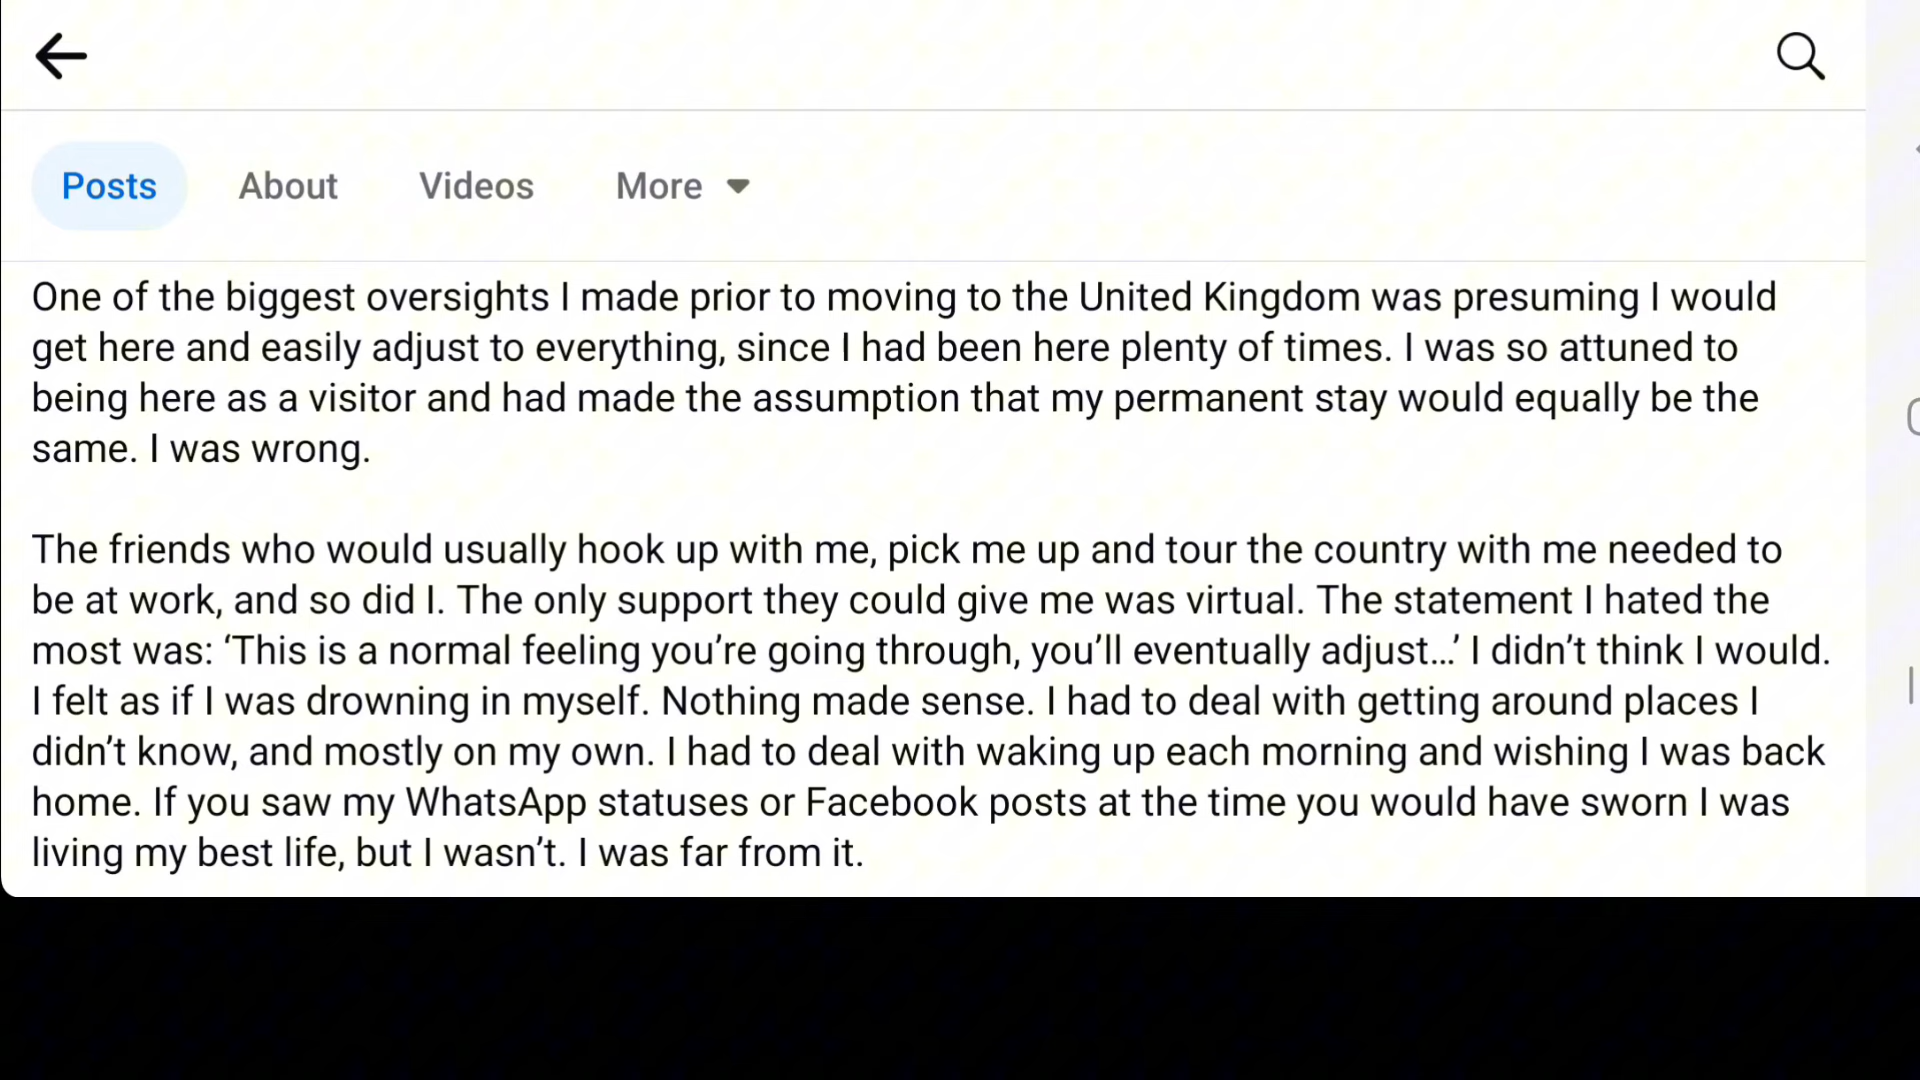 Posts About Videos More
One of the biggest oversights I made prior to moving to the United Kingdom was presuming I would
get here and easily adjust to everything, since I had been here plenty of times. I was so attuned to
being here as a visitor and had made the assumption that my permanent stay would equally be the
same. I was wrong.
The friends who would usually hook up with me, pick me up and tour the country with me needed to
be at work, and so did I. The only support they could give me was virtual. The statement I hated the
most was: ‘This is a normal feeling you’re going through, you’ll eventually adjust...’ I didn’t think I would.
I felt as if I was drowning in myself. Nothing made sense. I had to deal with getting around places I
didn’t know, and mostly on my own. I had to deal with waking up each morning and wishing I was back
home. If you saw my WhatsApp statuses or Facebook posts at the time you would have sworn I was
living my best life, but I wasn’t. I was far from it.